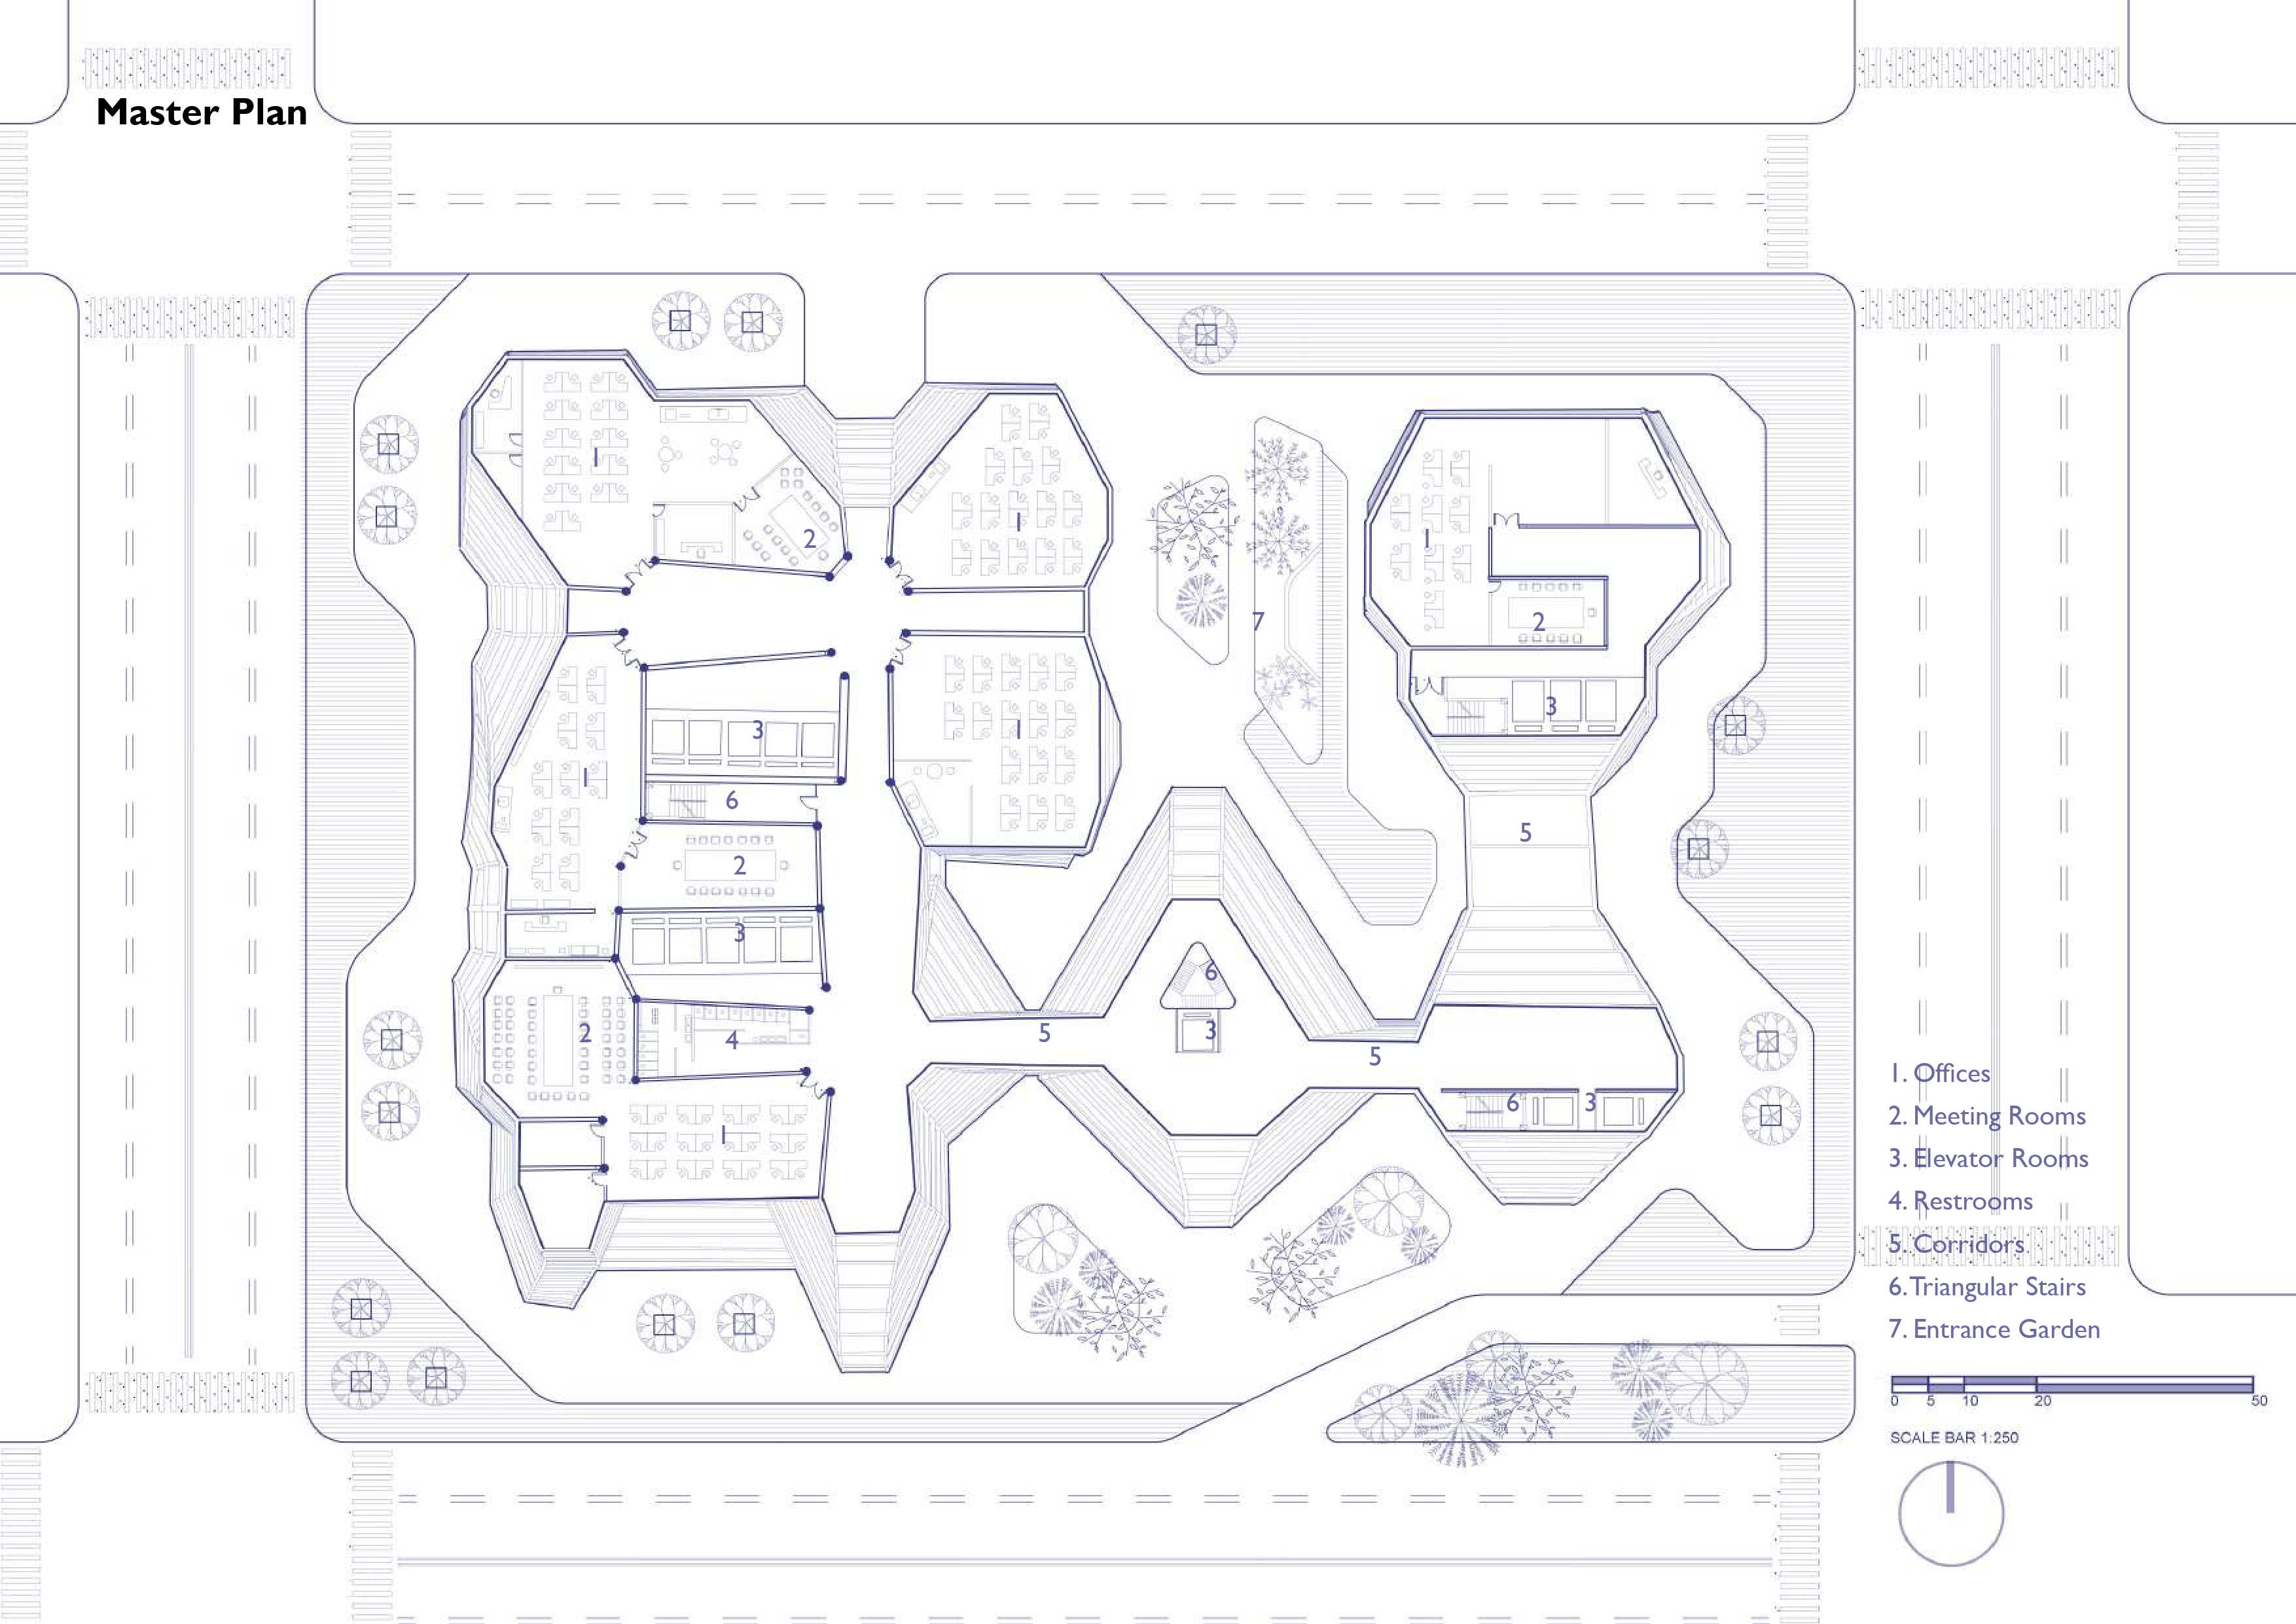 Master Plan
1
2
1
1
2
7
1
1
3
3
6
1
5
2
3
6
2
4
5
3
5
6
3
1
1. Offices
2. Meeting Rooms
3. Elevator Rooms
4. Restrooms
5. Corridors
6. Triangular Stairs
7. Entrance Garden
0 5 10 20 50
SCALE BAR 1:250